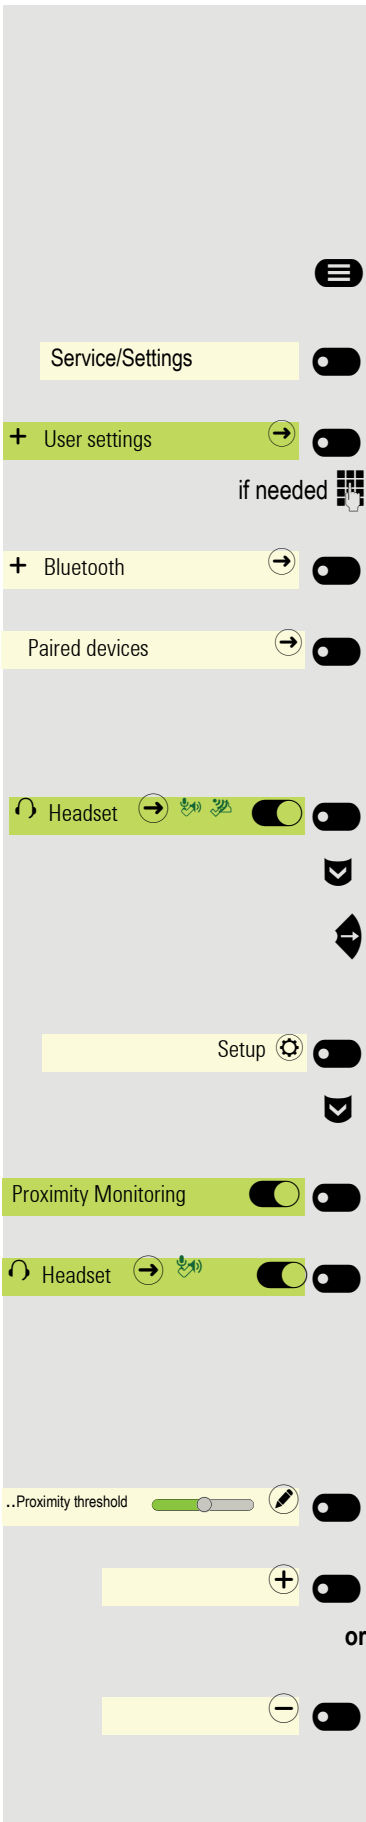 Service/Settings
+ User settings
if needed
+ Bluetooth
Paired devices
Headset
Setup
Proximity Monitoring
Headset
..Proximity threshold
or